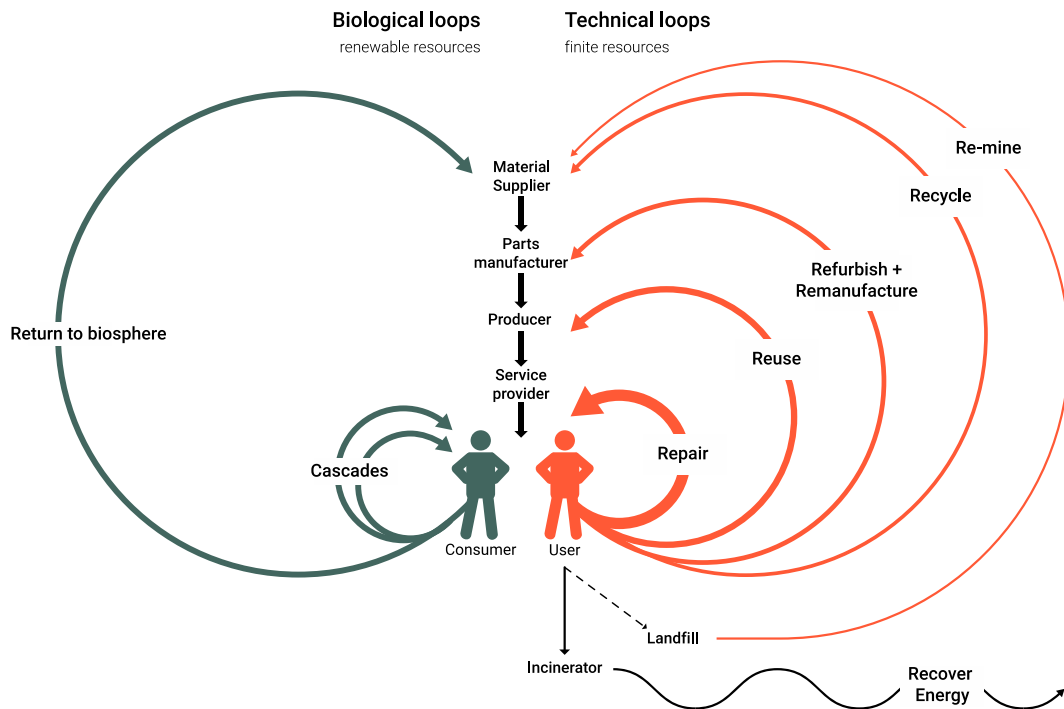 Biological loops
renewable resources
Technical loops
finite resources
Re-mine
Material
Supplier
Recycle
Parts
manufacturer
Refurbish +
Remanufacture
Producer
Return to biosphere
Reuse
Service
provider
Repair
Cascades
Consumer
User
Landfill
Incinerator
Recover
Energy